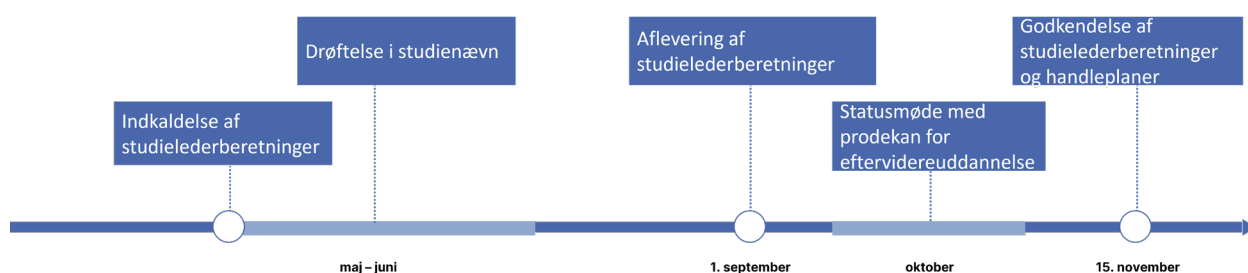 Indkaldelse af
studielederberetninger
Drøftelse i studienævn
Aflevering af
studielederberetninger
Statusmøde med
prodekan for
eftervidereuddannelse
Godkendelse af
studielederberetninger
og handleplaner
maj – juni
1. september
oktober
15. november